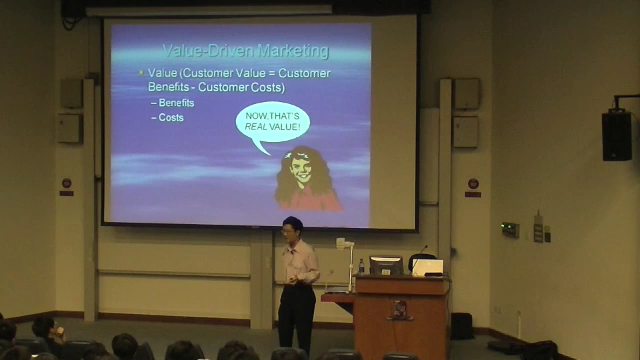 Value-Driven Marketing
Value (Customer Value = Customer
Benefits - Customer Costs)
– Benefits
– Costs
NOW, THAT'S
REAL VALUE!